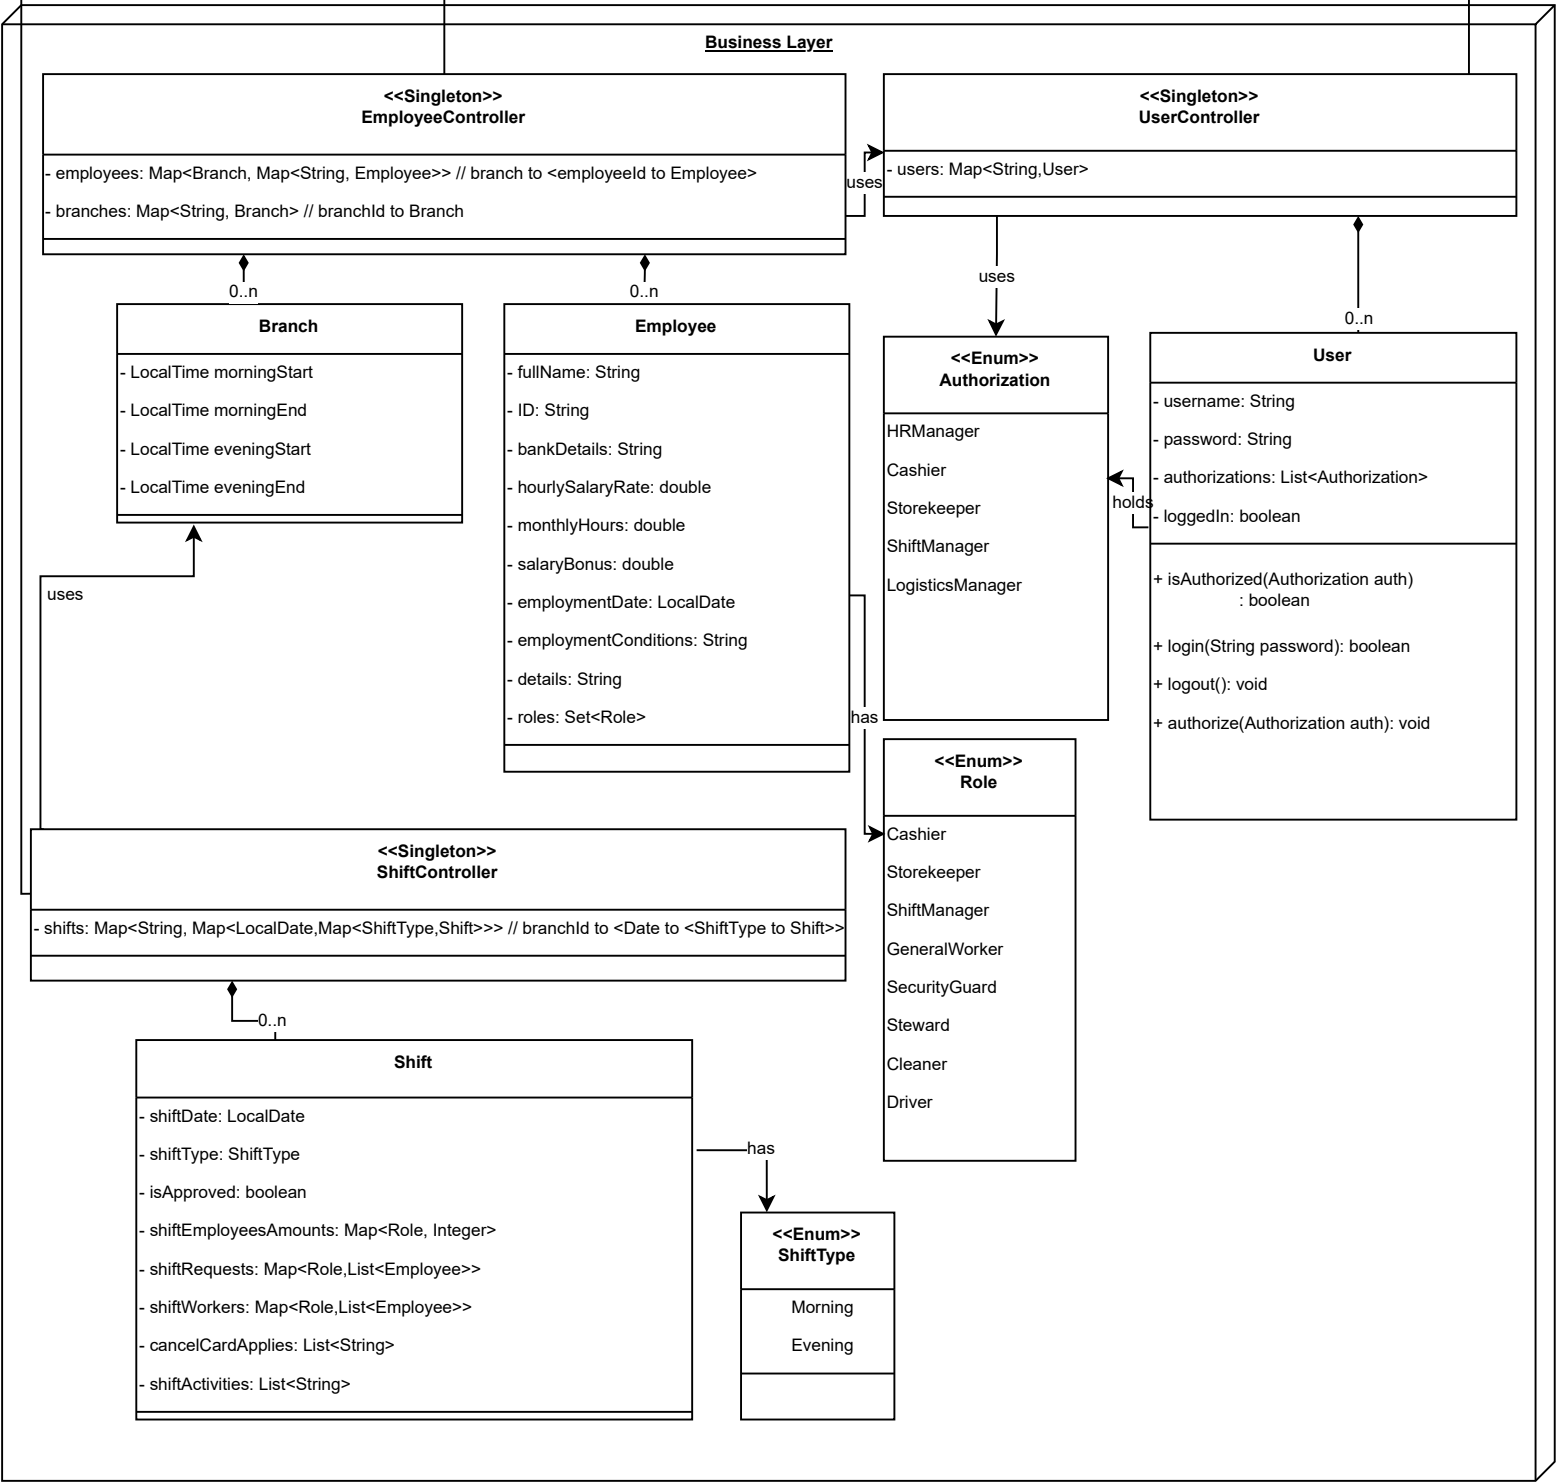 Business Layer
<<Singleton>>
EmployeeController
- employees: Map<Branch, Map<String, Employee>> // branch to <employeeId to Employee>
- branches: Map<String, Branch> // branchId to Branch
uses
<<Singleton>>
UserController
- users: Map<String,User>
0..n
0..n
uses
0..n
Branch
- LocalTime morningStart
- LocalTime morningEnd
- LocalTime eveningStart
- LocalTime eveningEnd
Employee
- fullName: String
- ID: String
- bankDetails: String
- hourlySalaryRate: double
- monthlyHours: double
- salaryBonus: double
- employmentDate: LocalDate
- employmentConditions: String
- details: String
- roles: Set<Role>
<<Enum>>
Authorization
HRManager
Cashier
Storekeeper
ShiftManager
LogisticsManager
holds
User
- username: String
- password: String
- authorizations: List<Authorization>
- loggedIn: boolean
+ isAuthorized(Authorization auth)
: boolean
+ login(String password): boolean
+ logout(): void
+ authorize(Authorization auth): void
uses
has
<<Enum>>
Role
Cashier
Storekeeper
ShiftManager
GeneralWorker
SecurityGuard
Steward
Cleaner
Driver
<<Singleton>>
ShiftController
- shifts: Map<String, Map<LocalDate,Map<ShiftType,Shift>>> // branchId to <Date to <ShiftType to Shift>>
0..n
Shift
- shiftDate: LocalDate
- shiftType: ShiftType
- isApproved: boolean
- shiftEmployeesAmounts: Map<Role, Integer>
- shiftRequests: Map<Role,List<Employee>>
- shiftWorkers: Map<Role,List<Employee>>
- cancelCardApplies: List<String>
- shiftActivities: List<String>
has
<<Enum>>
ShiftType
Morning
Evening